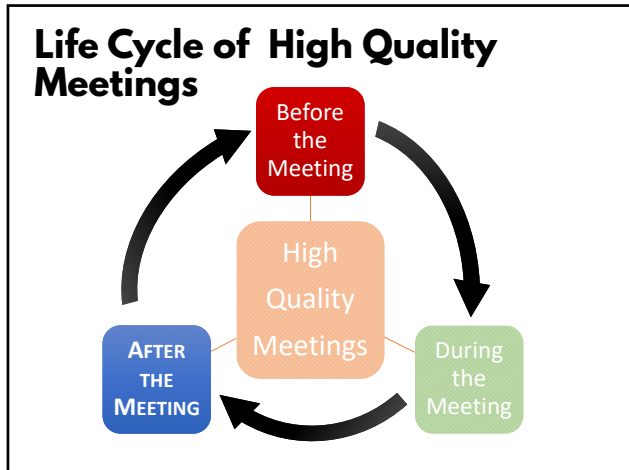 Life Cycle of High Quality
Meetings
Before
the
Meeting
High
Quality
Meetings
During
the
Meeting
AFTER
THE
MEETING